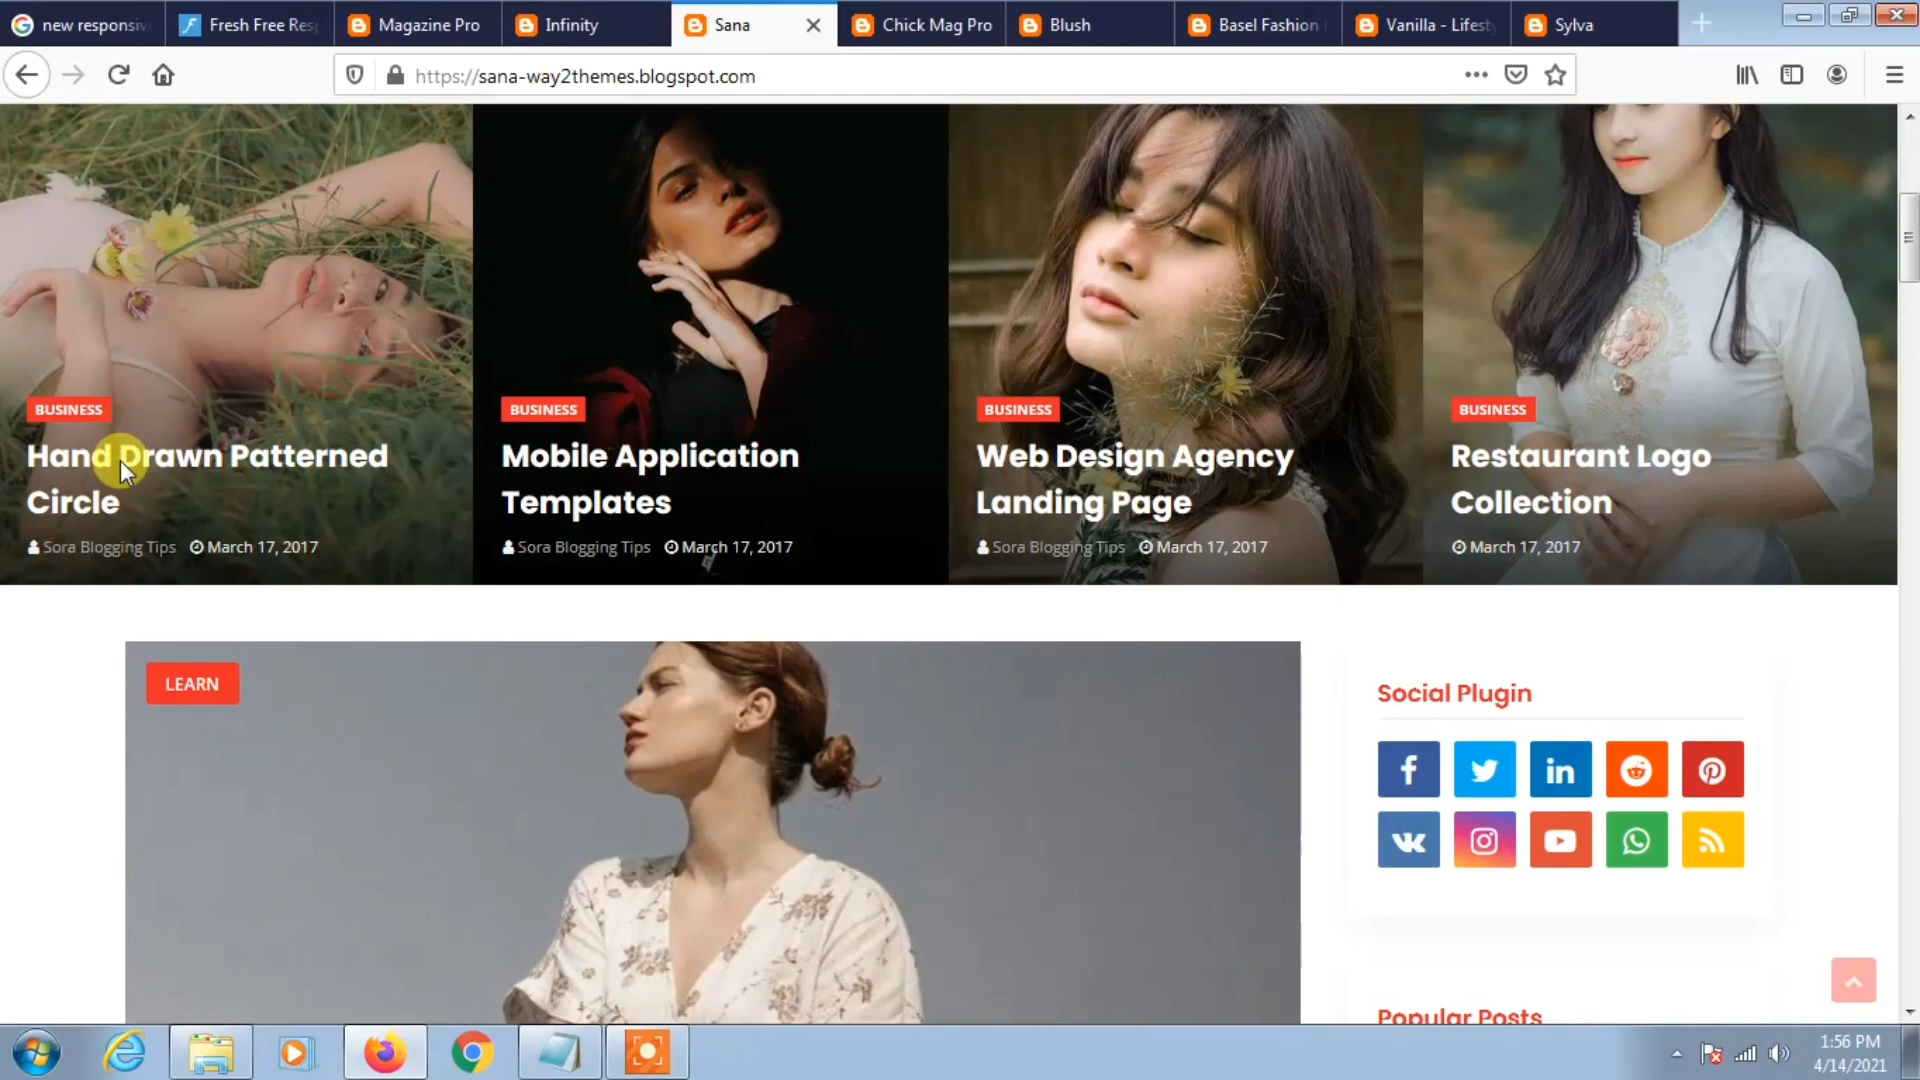 new responsiv
Fresh Free Res
Magazine Pro
Infinity
Sana
Chick Mag Pro
Blush
Basel Fashion
Vanilla - Lifest
Sylva
https://sana-way2themes.blogspot.com
BUSINESS
Hand Drawn Patterned
Circle
Sora Blogging Tips March 17, 2017
BUSINESS
Mobile Application
Templates
Sora Blogging Tips March 17, 2017
BUSINESS
Web Design Agency
Landing Page
Sora Blogging Tips March 17, 2017
BUSINESS
Restaurant Logo
Collection
March 17, 2017
LEARN
Social Plugin
Popular Posts
1:56 PM
4/14/2021